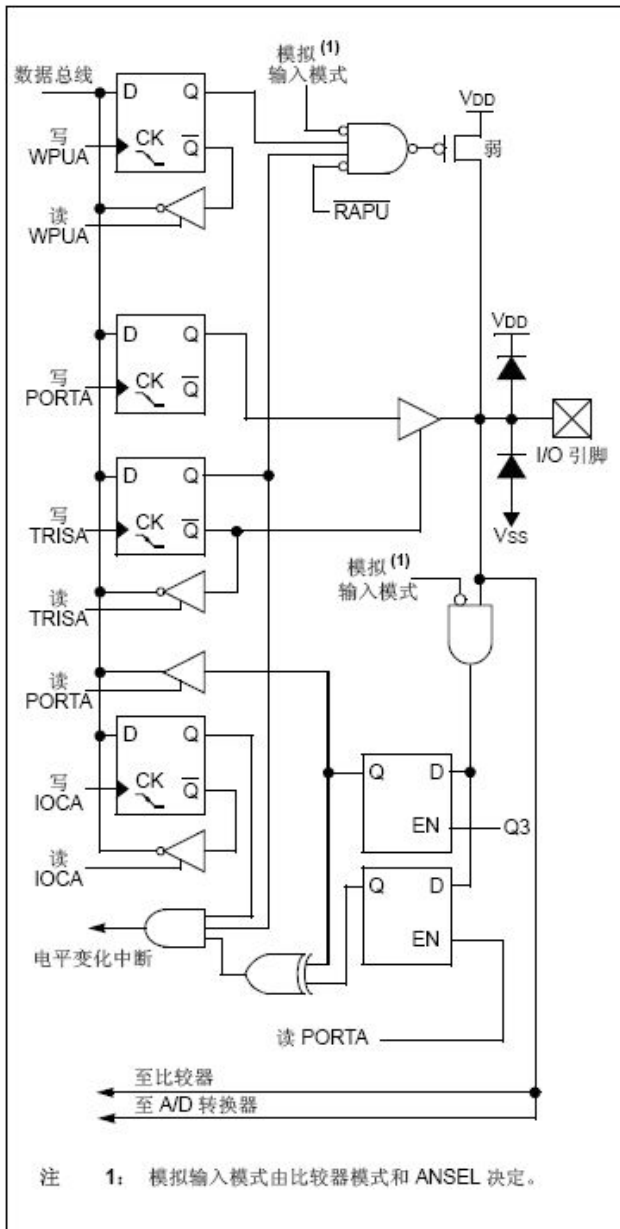 模拟(1)
输入模式
数据总线
D
Q
VDD
写
WPUA
CK
Q
弱
读
WPUA
RAPU
D
Q
VDD
写
PORTA
CK
Q
I/O 引脚
D
Q
写
TRISA
CK
Q
VSS
模拟(1)
输入模式
读
TRISA
读
PORTA
D
Q
Q
D
写
IOCA
CK
Q
EN
Q3
读
IOCA
Q
D
EN
电平变化中断
读 PORTA
至比较器
至 A/D 转换器
注 1: 模拟输入模式由比较器模式和 ANSEL 决定。